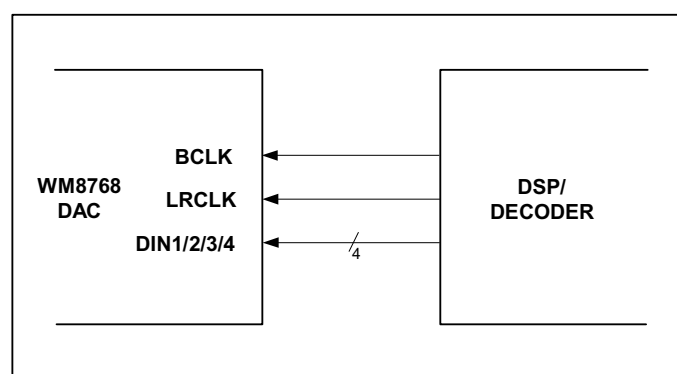 BCLK
WM8768
DAC
LRCLK
DIN1/2/3/4
4
DSP/
DECODER